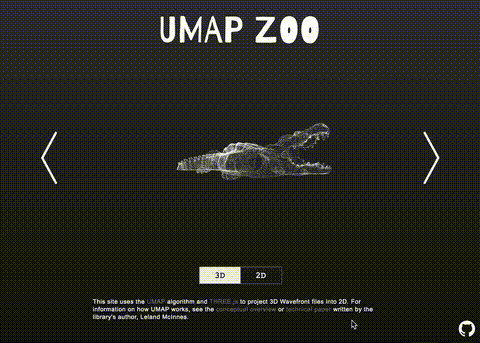 UMAP ZOO
3D 2D
This site uses the UMAP algorithm and THREE.js to project 3D Wavefront files into 2D. For
information on how UMAP works, see the conceptual overview or technical paper written by the
library's author, Leland McInnes.